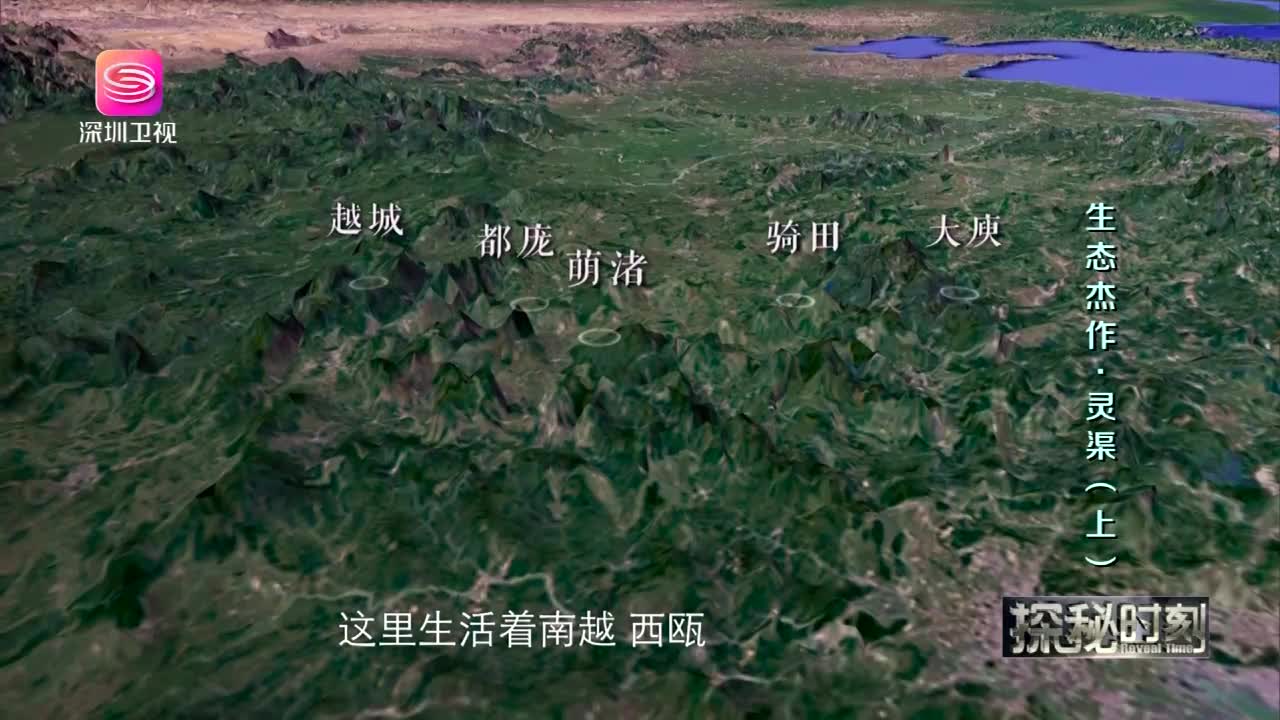 深圳卫视
越城
都庞
萌渚
骑田
大庾
生态杰作·灵渠（上）
这里生活着南越 西瓯
探秘时刻
Reveal Time